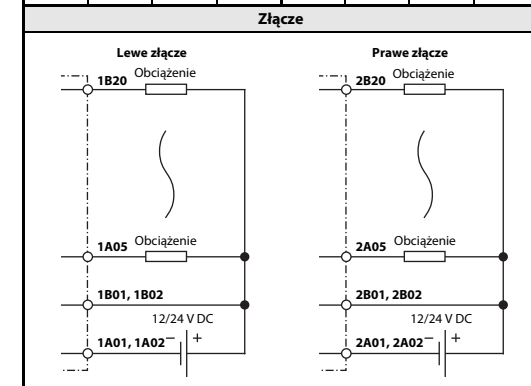 Złącze
Lewe złącze
1B20 Obciążenie
1A05 Obciążenie
1B01, 1B02
12/24 V DC
1A01, 1A02 − +
Prawe złącze
2B20 Obciążenie
2A05 Obciążenie
2B01, 2B02
12/24 V DC
2A01, 2A02 − +